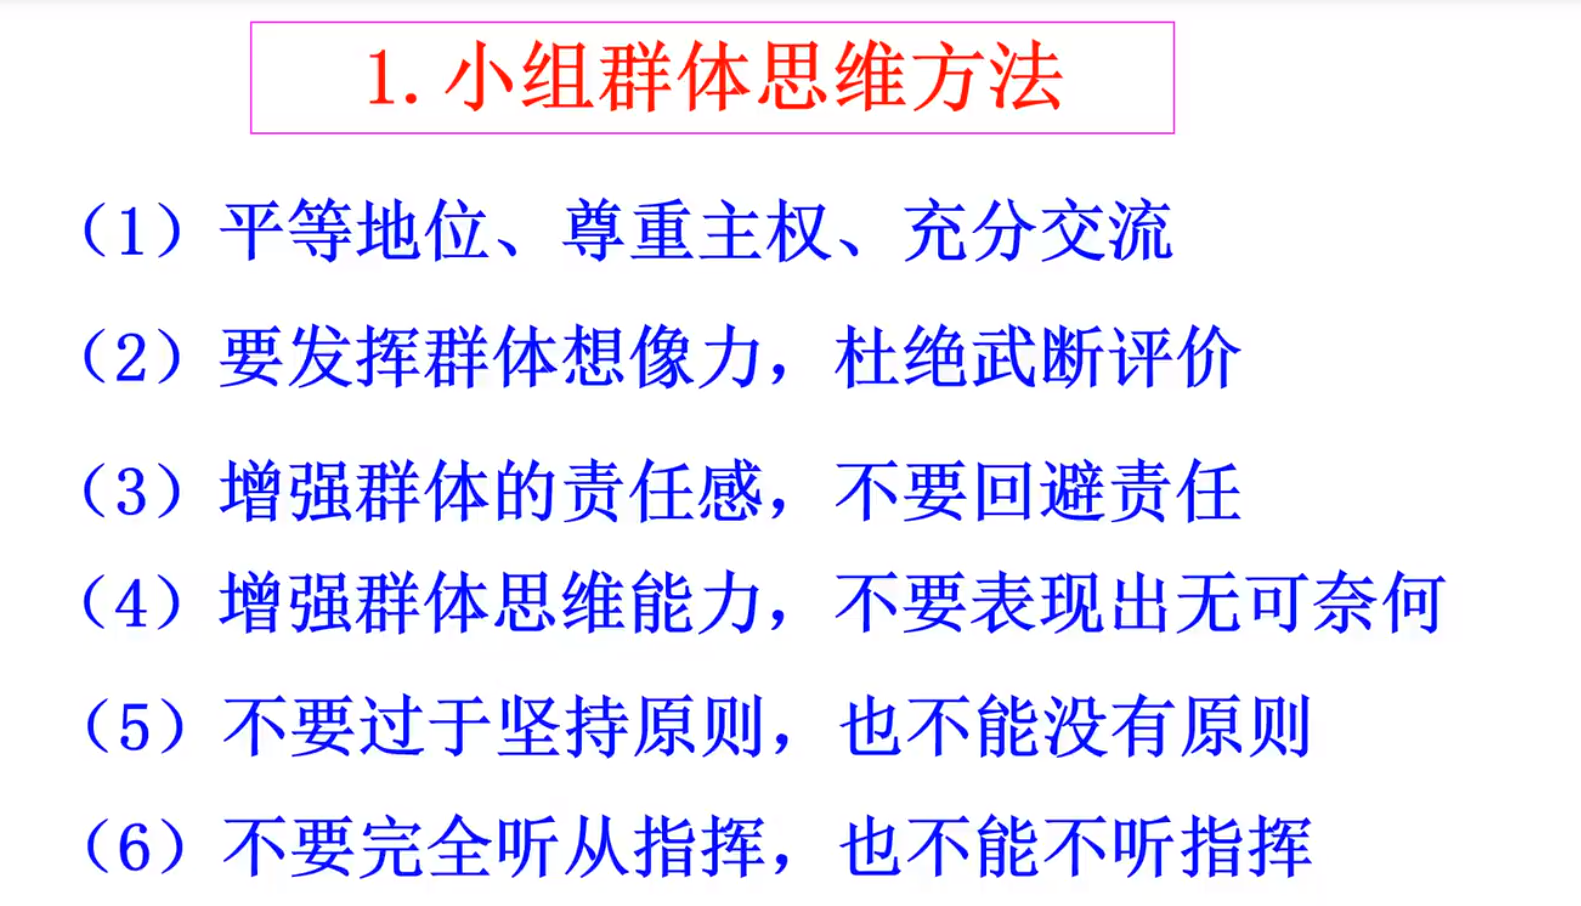 1.小组群体思维方法
（1）平等地位、尊重主权、充分交流
（2）要发挥群体想像力，杜绝武断评价
（3）增强群体的责任感，不要回避责任
（4）增强群体思维能力，不要表现出无可奈何
（5）不要过于坚持原则，也不能没有原则
（6）不要完全听从指挥，也不能不听指挥